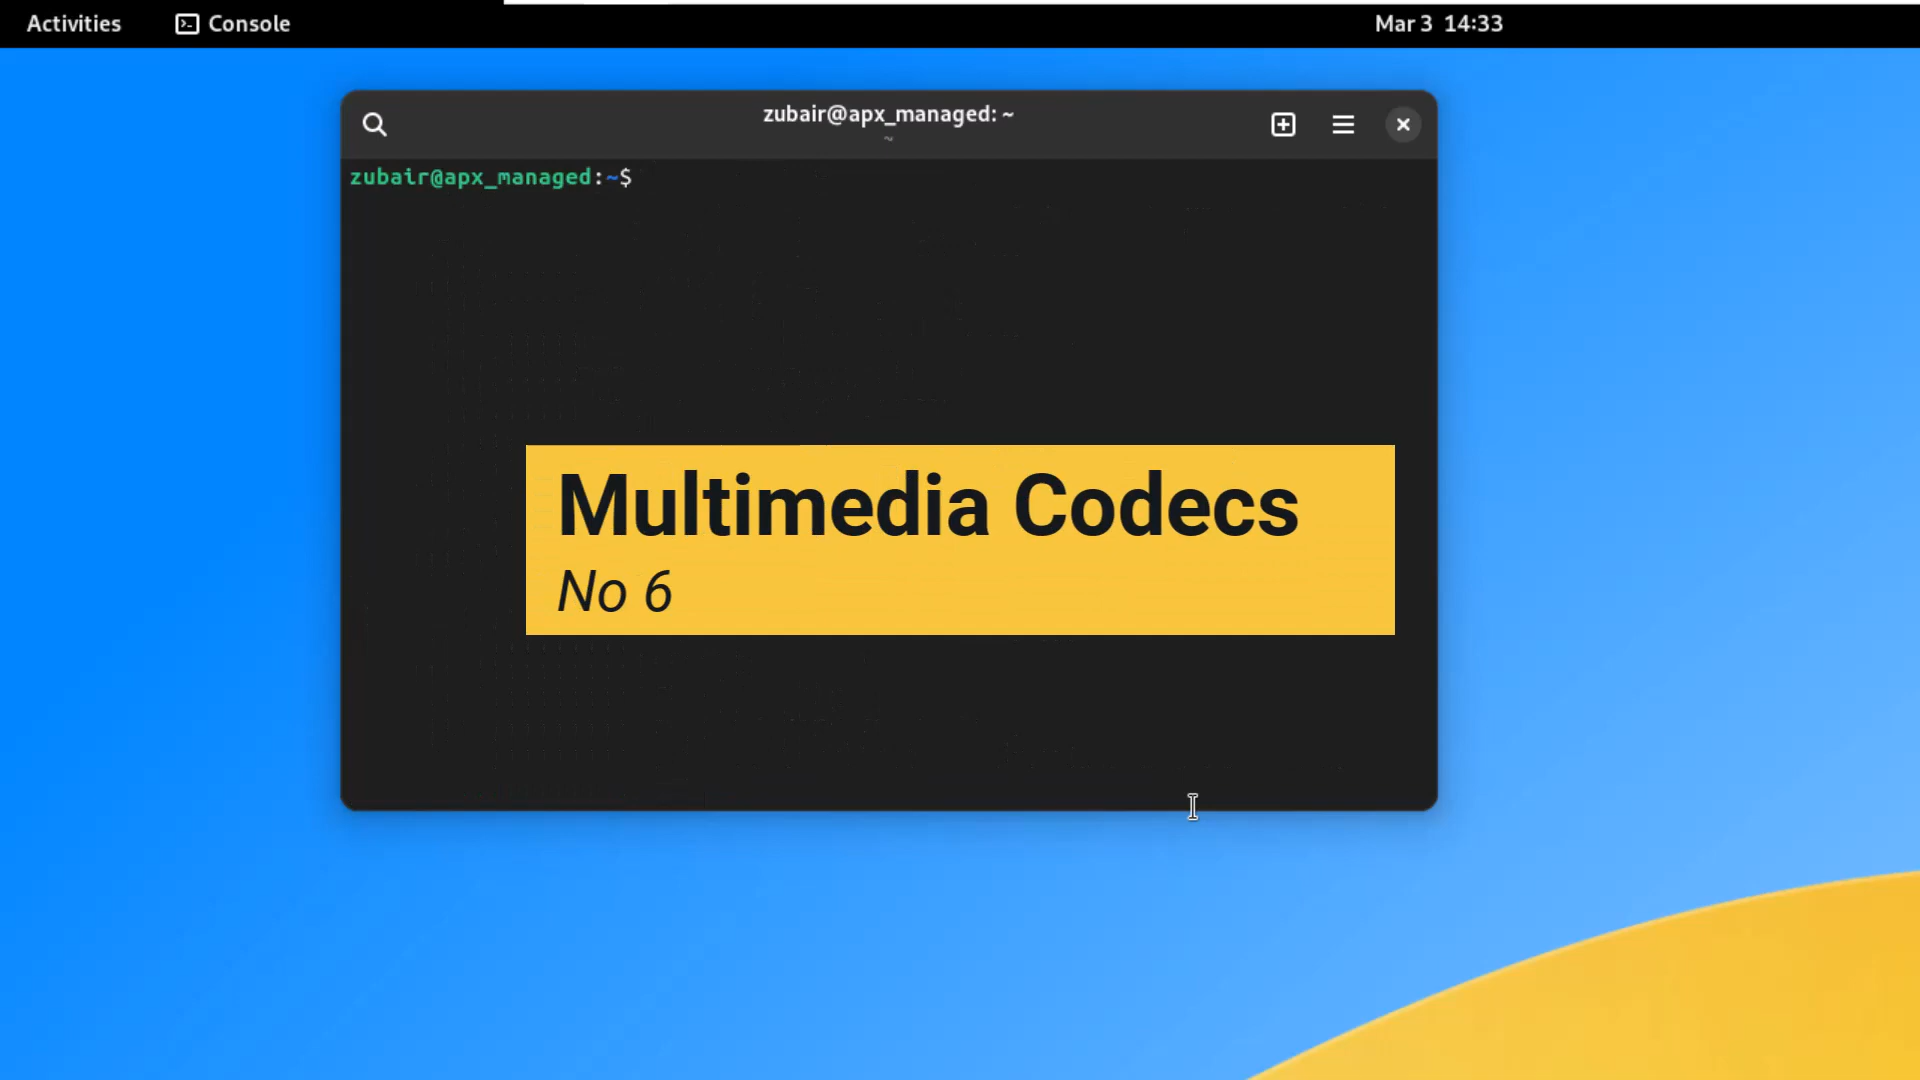 Activities
Console
Mar 3 14:33
zubair@apx_managed: ~
~
zubair@apx_managed:~$
Multimedia Codecs
No 6